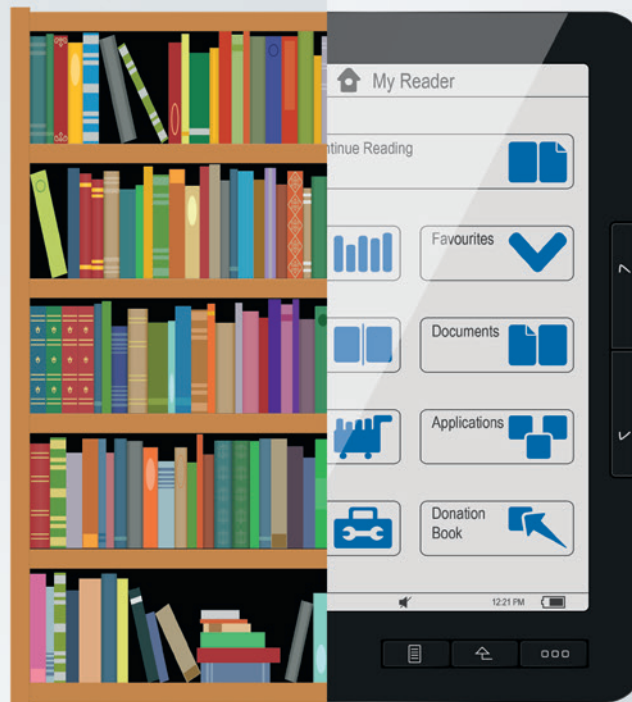 My Reader
ntinue Reading
Favourites
Documents
Applications
Donation
Book
12:21 PM